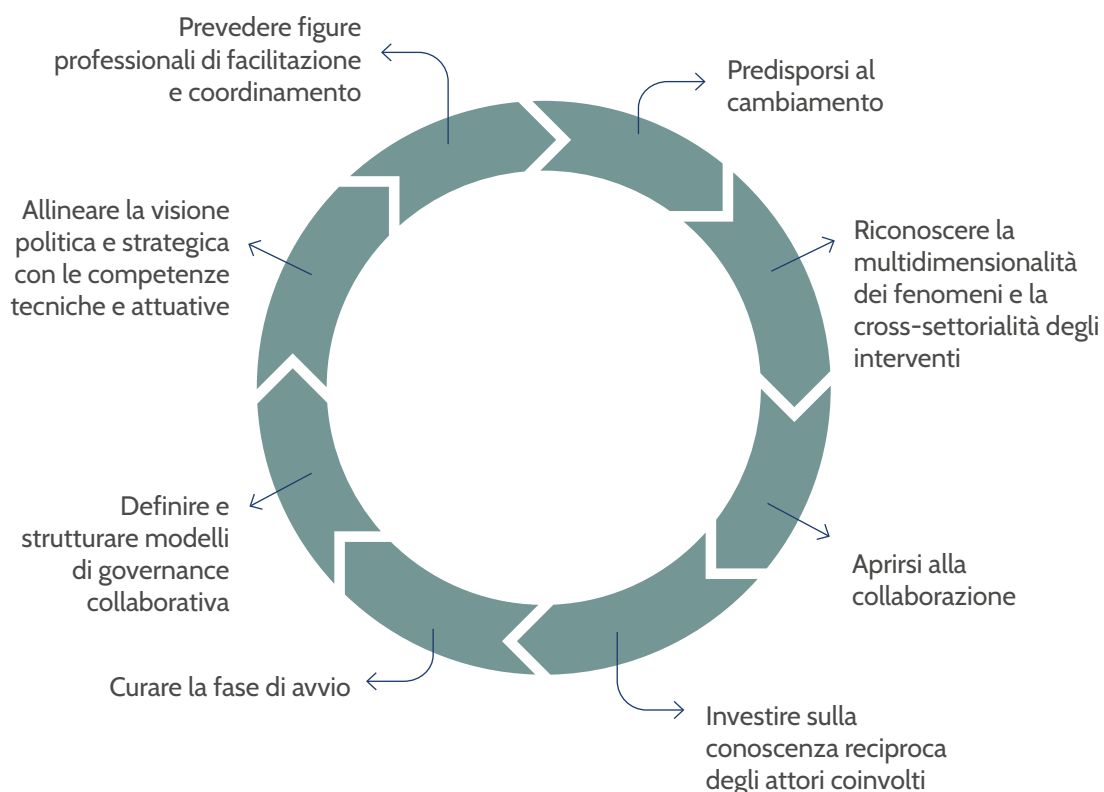 Prevedere figure
professionali di facilitazione
e coordinamento
Predisporsi al
cambiamento
Riconoscere la
multidimensionalità
dei fenomeni e la
cross-settorialità degli
interventi
Aprirsi alla
collaborazione
Investire sulla
conoscenza reciproca
degli attori coinvolti
Curare la fase di avvio
Definire e
strutturare modelli
di governance
collaborativa
Allineare la visione
politica e strategica
con le competenze
tecniche e attuative